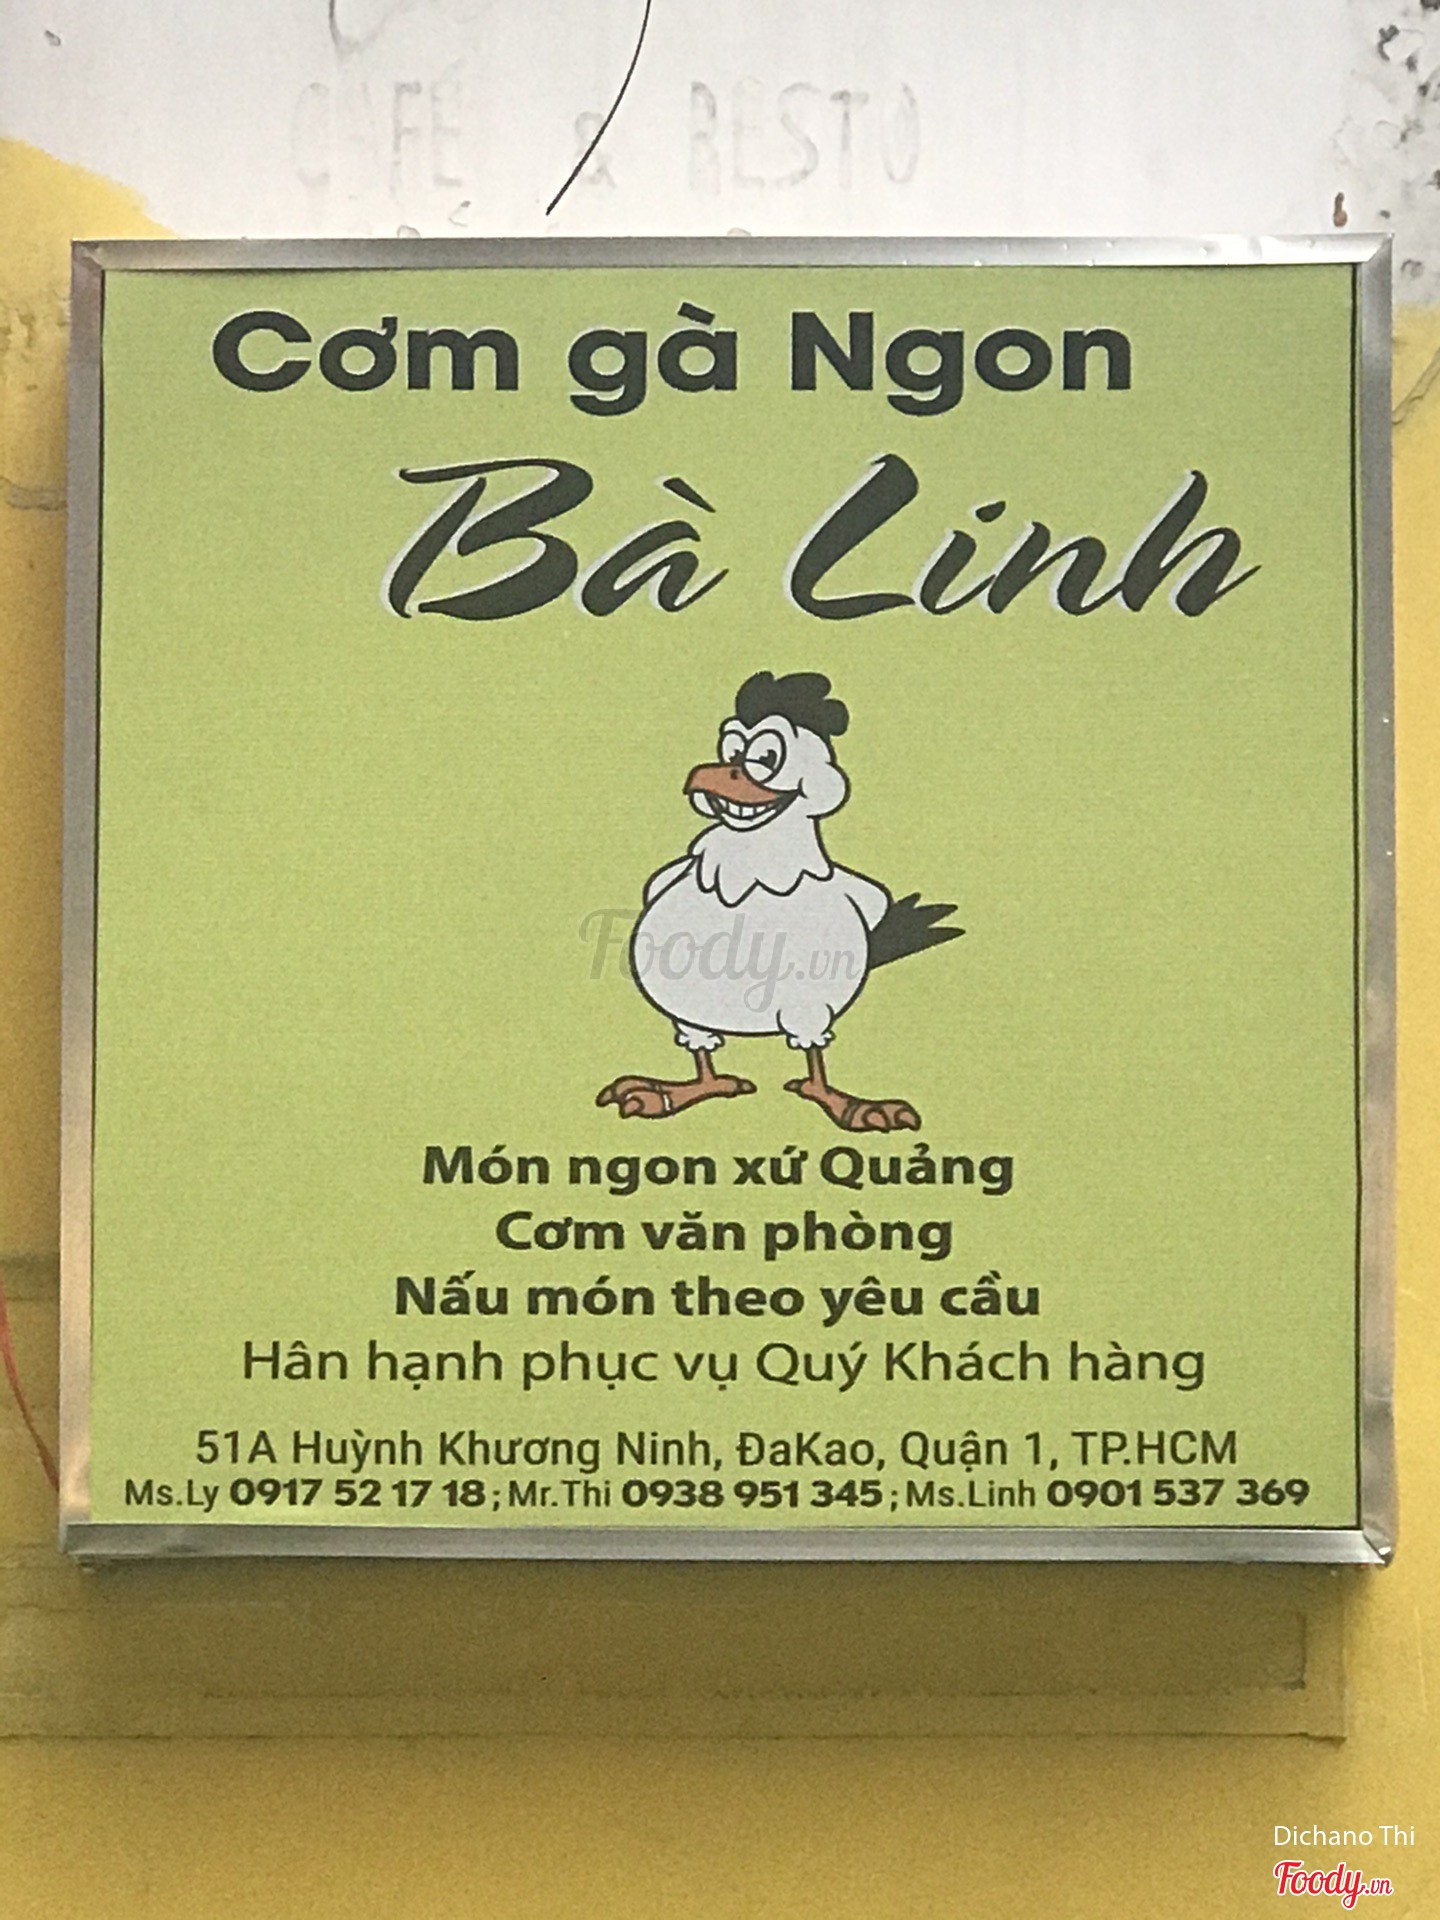 CAFE & RESTO
Cơm gà Ngon
Bà Linh
Foody.vn
Món ngon xứ Quảng
Cơm văn phòng
Nấu món theo yêu cầu
Hân hạnh phục vụ Quý Khách hàng
51A Huỳnh Khương Ninh, ĐaKao, Quận 1, TP.HCM
Ms.Ly 0917 52 17 18 ; Mr.Thi 0938 951 345 ; Ms.Linh 0901 537 369
Dichano Thi
Foody.vn